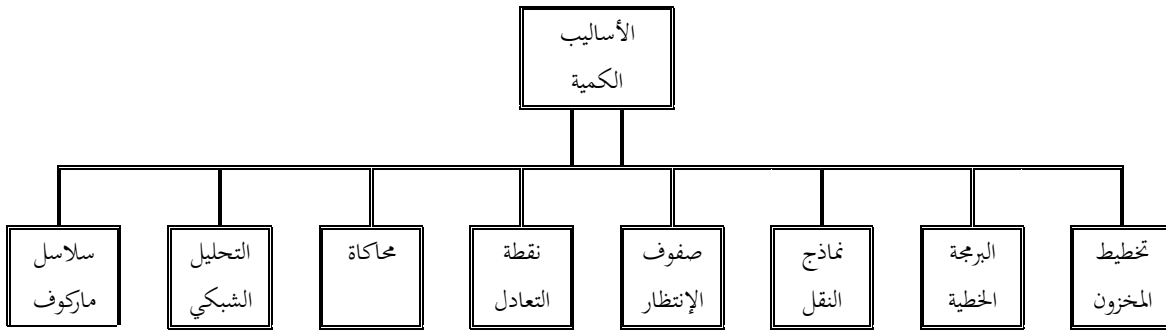 الأساليب
الكمية
تخطيط
المخزون
البرمجة
الخطية
نماذج
النقل
صفوف
الإنتظار
نقطة
التعادل
محاكاة
التحليل
الشبكي
سلاسل
ماركوف